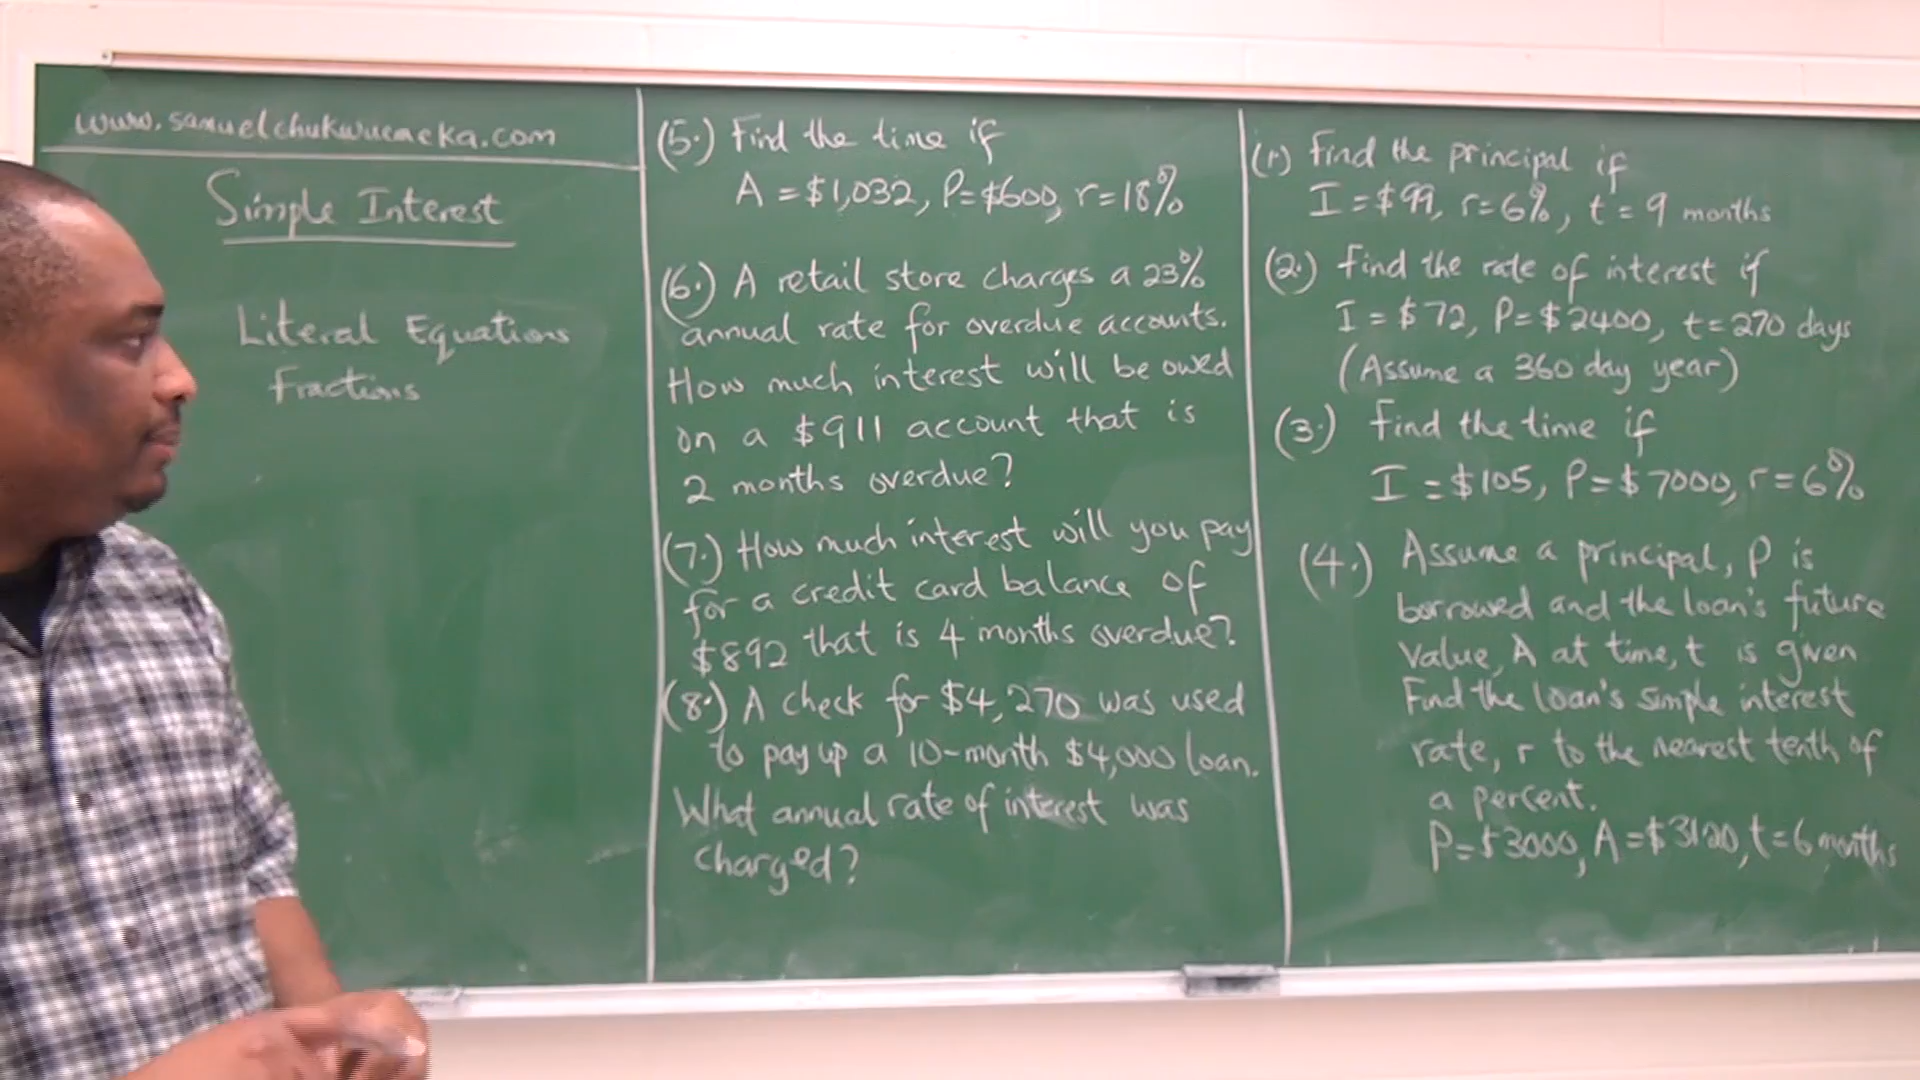 www.samuelchukwuemeka.com
Simple Interest
Literal Equations
Fractions
(5.) Find the time if
A = $1,032, P=$600, r=18%
(6.) A retail store charges a 23%
annual rate for overdue accounts.
How much interest will be owed
on a $911 account that is
2 months overdue?
(7.) How much interest will you pay
for a credit card balance of
$892 that is 4 months overdue?
(8.) A check for $4,270 was used
to pay up a 10-month $4,000 loan.
What annual rate of interest was
charged?
(1.) Find the principal if
I = $99, r=6%, t = 9 months
(2.) Find the rate of interest if
I = $72, P=$2400, t=270 days
(Assume a 360 day year)
(3.) Find the time if
I = $105, P=$7000, r=6%
(4.) Assume a principal, P is
borrowed and the loan's future
value, A at time, t is given
Find the loan's simple interest
rate, r to the nearest tenth of
a percent.
P=$3000, A=$3120, t=6 months